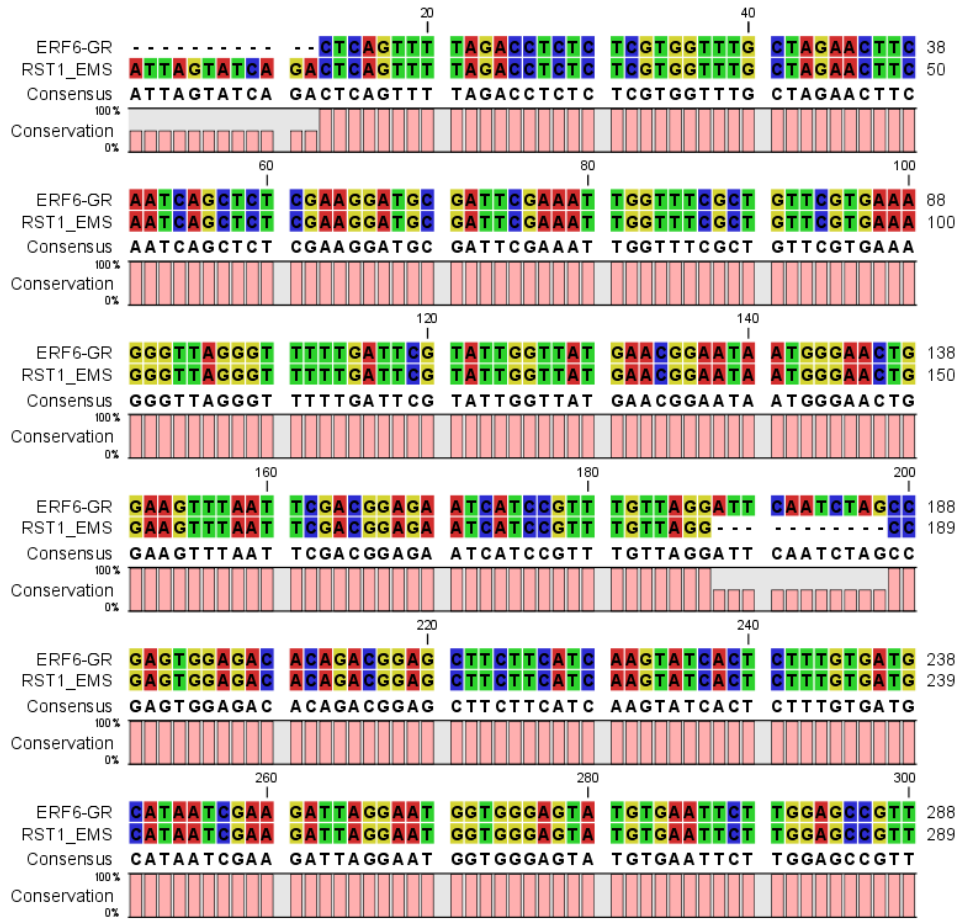 20 40
ERF6-GR - - - - - - - - - - - - CTCAGTTT TAGACCTCTC TCGTGGTTTG CTAGAACTTC 38
RST1_EMS ATTAGTATCA GACTCAGTTT TAGACCTCTC TCGTGGTTTG CTAGAACTTC 50
Consensus ATTAGTATCA GACTCAGTTT TAGACCTCTC TCGTGGTTTG CTAGAACTTC
100%
Conservation
0%
60 80 100
ERF6-GR AATCAGCTCT CGAAGGATGC GATTCGAAAT TGGTTTCGCT GTTCGTGAAA 88
RST1_EMS AATCAGCTCT CGAAGGATGC GATTCGAAAT TGGTTTCGCT GTTCGTGAAA 100
Consensus AATCAGCTCT CGAAGGATGC GATTCGAAAT TGGTTTCGCT GTTCGTGAAA
100%
Conservation
0%
120 140
ERF6-GR GGGTTAGGGT TTTTGATTCG TATTGGTTAT GAACGGAATA ATGGGAACTG 138
RST1_EMS GGGTTAGGGT TTTTGATTCG TATTGGTTAT GAACGGAATA ATGGGAACTG 150
Consensus GGGTTAGGGT TTTTGATTCG TATTGGTTAT GAACGGAATA ATGGGAACTG
100%
Conservation
0%
160 180 200
ERF6-GR GAAGTTTAAT TCGACGGAGA ATCATCCGTT TGTTAGGATT CAATCTAGCC 188
RST1_EMS GAAGTTTAAT TCGACGGAGA ATCATCCGTT TGTTAGG- - - - - - - - - - -CC 189
Consensus GAAGTTTAAT TCGACGGAGA ATCATCCGTT TGTTAGGATT CAATCTAGCC
100%
Conservation
0%
220 240
ERF6-GR GAGTGGAGAC ACAGACGGAG CTTCTTCATC AAGTATCACT CTTTGTGATG 238
RST1_EMS GAGTGGAGAC ACAGACGGAG CTTCTTCATC AAGTATCACT CTTTGTGATG 239
Consensus GAGTGGAGAC ACAGACGGAG CTTCTTCATC AAGTATCACT CTTTGTGATG
100%
Conservation
0%
260 280 300
ERF6-GR CATAATCGAA GATTAGGAAT GGTGGGAGTA TGTGAATTCT TGGAGCCGTT 288
RST1_EMS CATAATCGAA GATTAGGAAT GGTGGGAGTA TGTGAATTCT TGGAGCCGTT 289
Consensus CATAATCGAA GATTAGGAAT GGTGGGAGTA TGTGAATTCT TGGAGCCGTT
100%
Conservation
0%